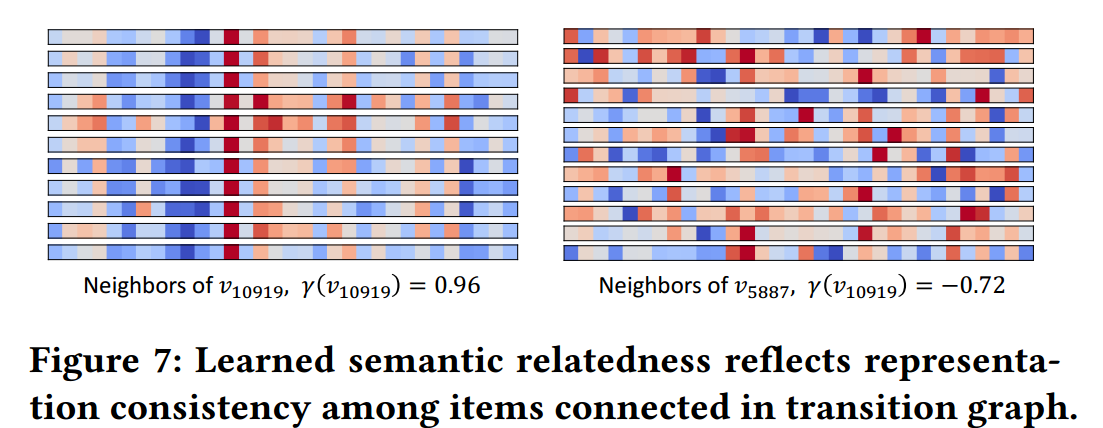 Neighbors of v₁₀₉₁₉, γ(v₁₀₉₁₉) = 0.96
Neighbors of v₅₈₈₇, γ(v₁₀₉₁₉) = −0.72
Figure 7: Learned semantic relatedness reflects representa-
tion consistency among items connected in transition graph.